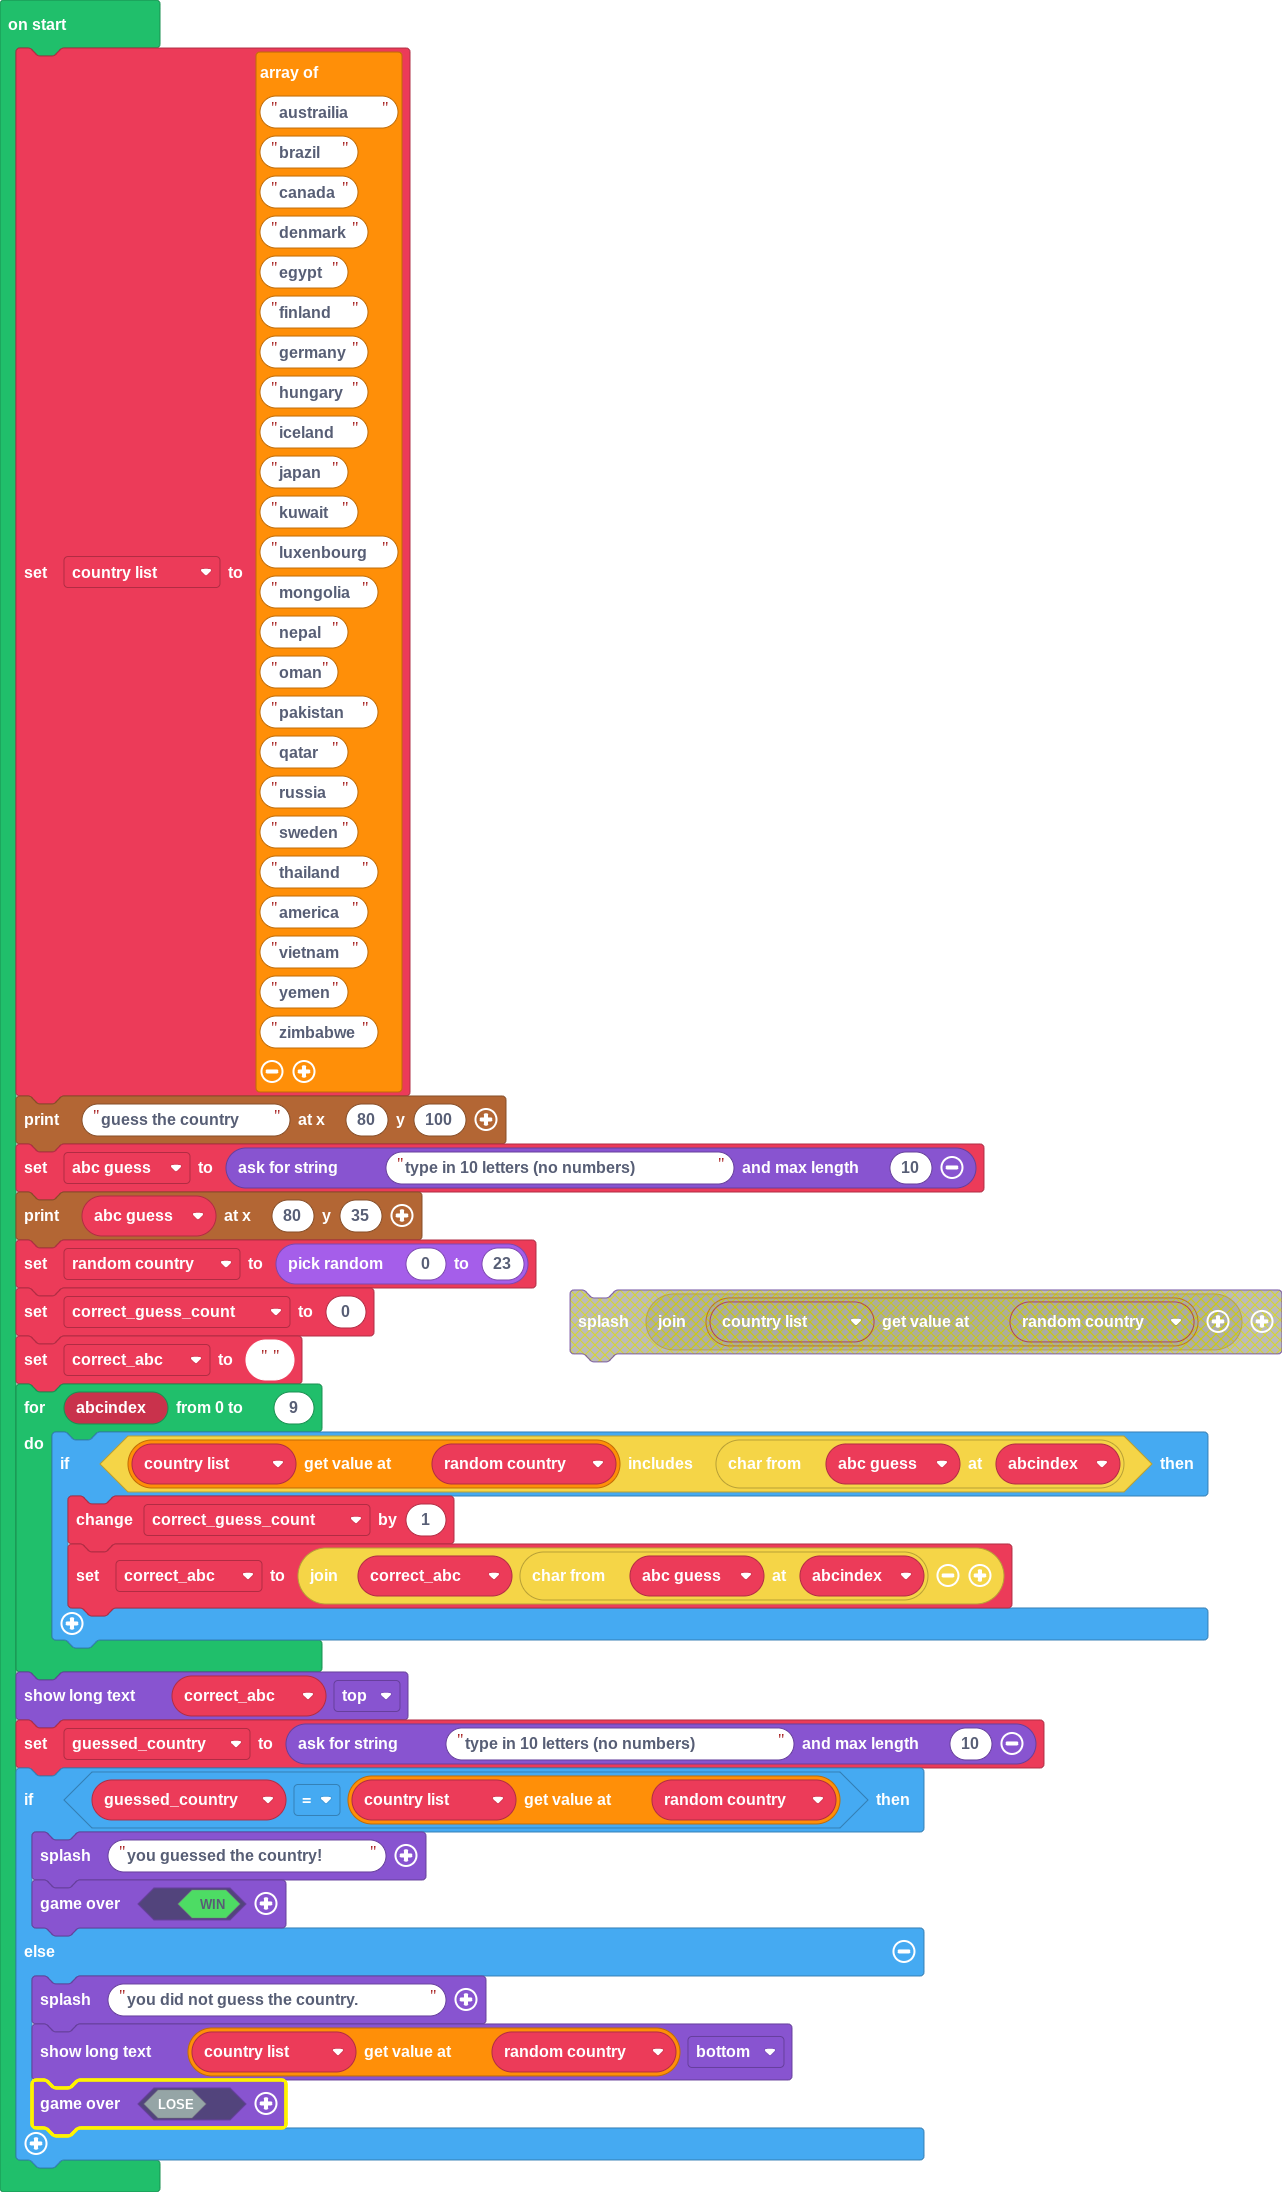 on start
array of
"austrailia"
"brazil"
"canada"
"denmark"
"egypt"
"finland"
"germany"
"hungary"
"iceland"
"japan"
"kuwait"
set country list to "luxenbourg"
"mongolia"
"nepal"
"oman"
"pakistan"
"qatar"
"russia"
"sweden"
"thailand"
"america"
"vietnam"
"yemen"
"zimbabwe"
print "guess the country" at x 80 y 100
set abc guess to ask for string "type in 10 letters (no numbers)" and max length 10
print abc guess at x 80 y 35
set random country to pick random 0 to 23
set correct_guess_count to 0
splash join country list get value at random country
set correct_abc to " "
for abcindex from 0 to 9
do
if country list get value at random country includes char from abc guess at abcindex then
change correct_guess_count by 1
set correct_abc to join correct_abc char from abc guess at abcindex
show long text correct_abc top
set guessed_country to ask for string "type in 10 letters (no numbers)" and max length 10
if guessed_country = country list get value at random country then
splash "you guessed the country!"
game over WIN
else
splash "you did not guess the country."
show long text country list get value at random country bottom
game over LOSE